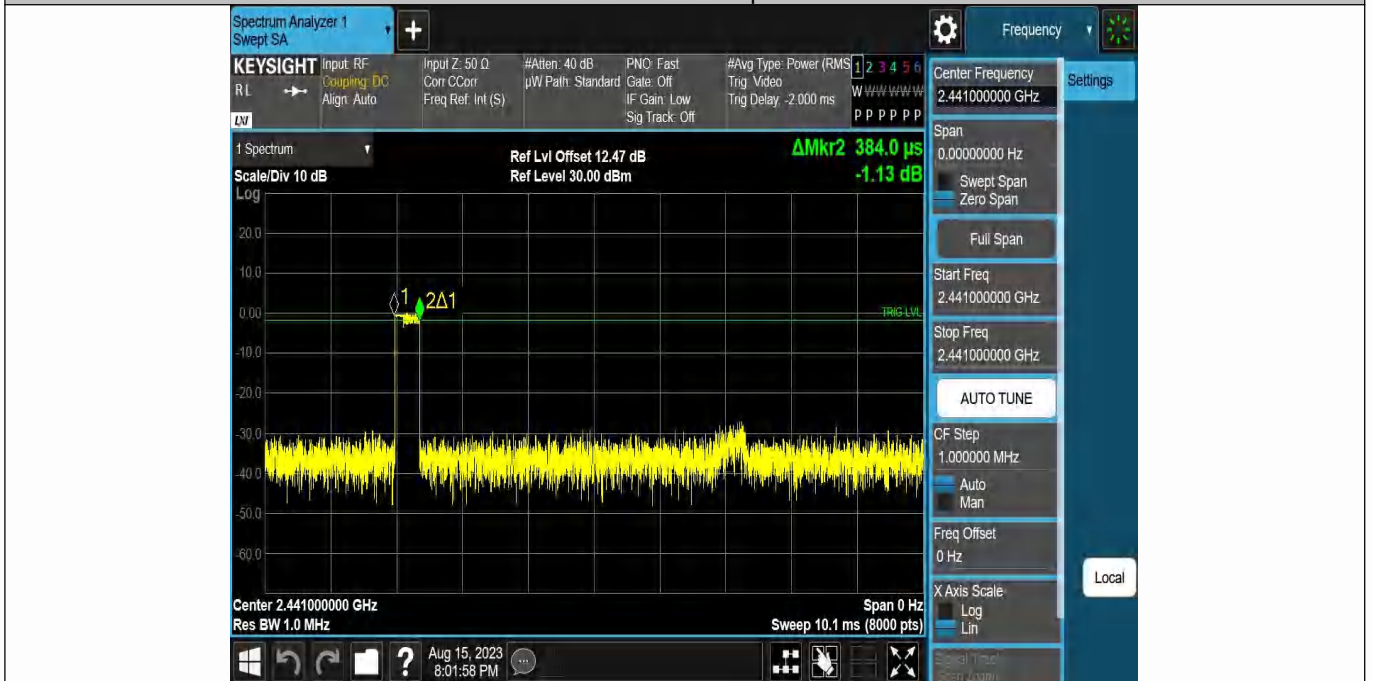 Spectrum Analyzer 1
Swept SA
+
Frequency
KEYSIGHT
RL
LXI
Input: RF
Coupling: DC
Align: Auto
Input Z: 50 Ω
Corr CCorr
Freq Ref: Int (S)
#Atten: 40 dB
µW Path: Standard
PNO: Fast
Gate: Off
IF Gain: Low
Sig Track: Off
#Avg Type: Power (RMS
Trig: Video
Trig Delay: -2.000 ms
1 2 3 4 5 6
W W W W W W
P P P P P P
1 Spectrum
Scale/Div 10 dB
Log
Ref Lvl Offset 12.47 dB
Ref Level 30.00 dBm
ΔMkr2 384.0 µs
-1.13 dB
20.0
10.0
0.00
-10.0
-20.0
-30.0
-40.0
-50.0
-60.0
1
2Δ1
TRIG LVL
Center 2.441000000 GHz
Res BW 1.0 MHz
Span 0 Hz
Sweep 10.1 ms (8000 pts)
Center Frequency
2.441000000 GHz
Settings
Span
0.00000000 Hz
Swept Span
Zero Span
Full Span
Start Freq
2.441000000 GHz
Stop Freq
2.441000000 GHz
AUTO TUNE
CF Step
1.000000 MHz
Auto
Man
Freq Offset
0 Hz
X Axis Scale
Log
Lin
Local
?
Aug 15, 2023
8:01:58 PM